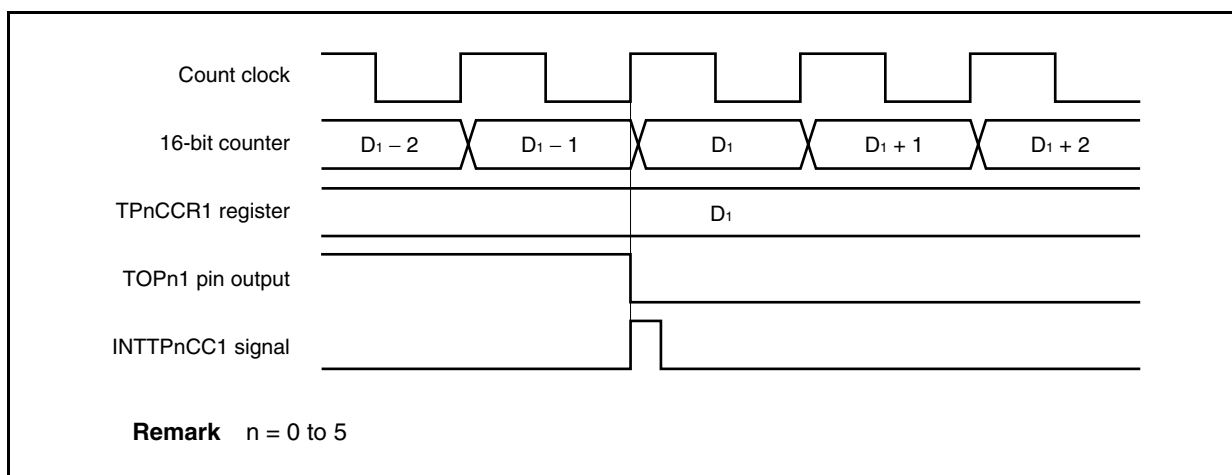 Count clock
16-bit counter D₁ – 2 D₁ – 1 D₁ D₁ + 1 D₁ + 2
TPnCCR1 register D₁
TOPn1 pin output
INTTPnCC1 signal
Remark n = 0 to 5